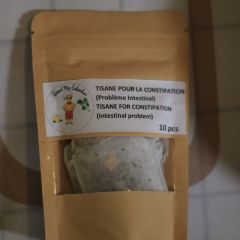 TISANE POUR LA CONSTIPATION
(Problème Intestinal)
TISANE FOR CONSTIPATION
(Intestinal problem)
10 pcs